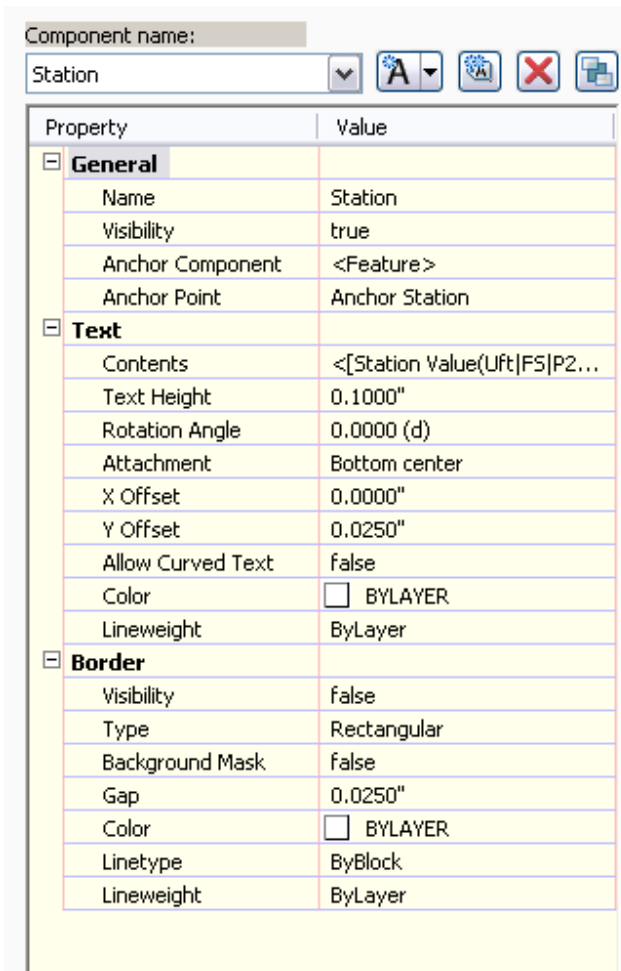 Component name:
Station
A
Property Value
General
Name Station
Visibility true
Anchor Component <Feature>
Anchor Point Anchor Station
Text
Contents <[Station Value(Uft|FS|P2...
Text Height 0.1000"
Rotation Angle 0.0000 (d)
Attachment Bottom center
X Offset 0.0000"
Y Offset 0.0250"
Allow Curved Text false
Color BYLAYER
Lineweight ByLayer
Border
Visibility false
Type Rectangular
Background Mask false
Gap 0.0250"
Color BYLAYER
Linetype ByBlock
Lineweight ByLayer